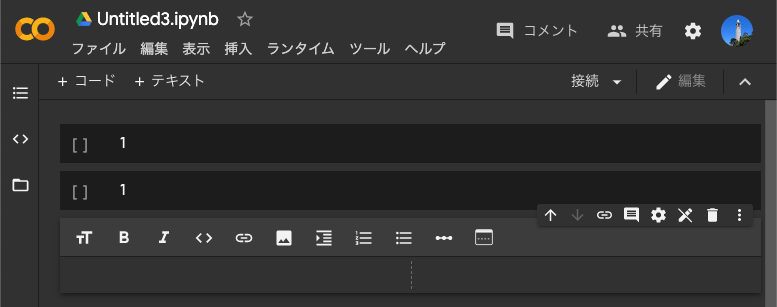 Untitled3.ipynb
コメント 共有
ファイル 編集 表示 挿入 ランタイム ツール ヘルプ
+ コード + テキスト 接続 編集
[ ] 1
[ ] 1